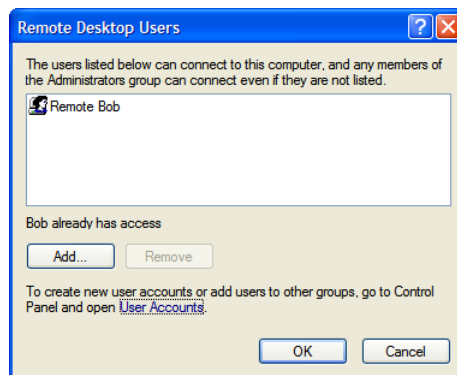 Remote Desktop Users
The users listed below can connect to this computer, and any members of
the Administrators group can connect even if they are not listed.
Remote Bob
Bob already has access
Add...
Remove
To create new user accounts or add users to other groups, go to Control
Panel and open User Accounts.
OK
Cancel